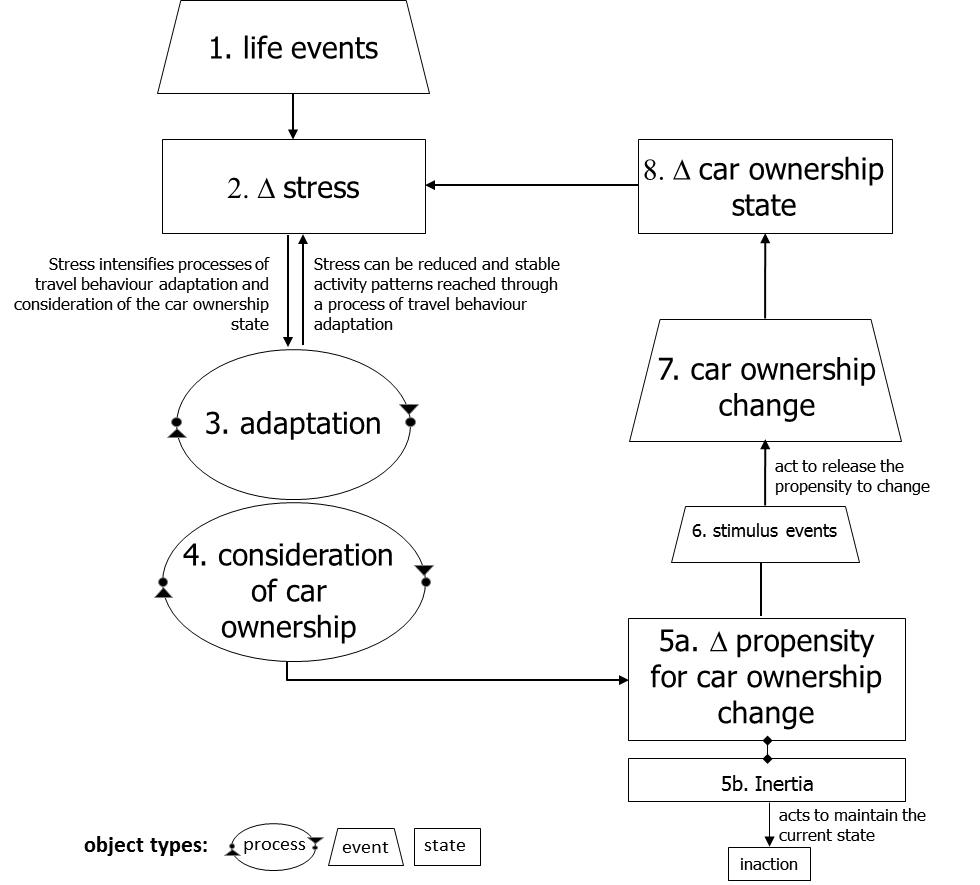 1. life events
2. Δ stress
8. Δ car ownership
state
Stress intensifies processes of
travel behaviour adaptation and
consideration of the car ownership
state
Stress can be reduced and stable
activity patterns reached through
a process of travel behaviour
adaptation
3. adaptation
7. car ownership
change
act to release the
propensity to change
6. stimulus events
4. consideration
of car
ownership
5a. Δ propensity
for car ownership
change
5b. Inertia
acts to maintain the
current state
inaction
object types:
process
event
state